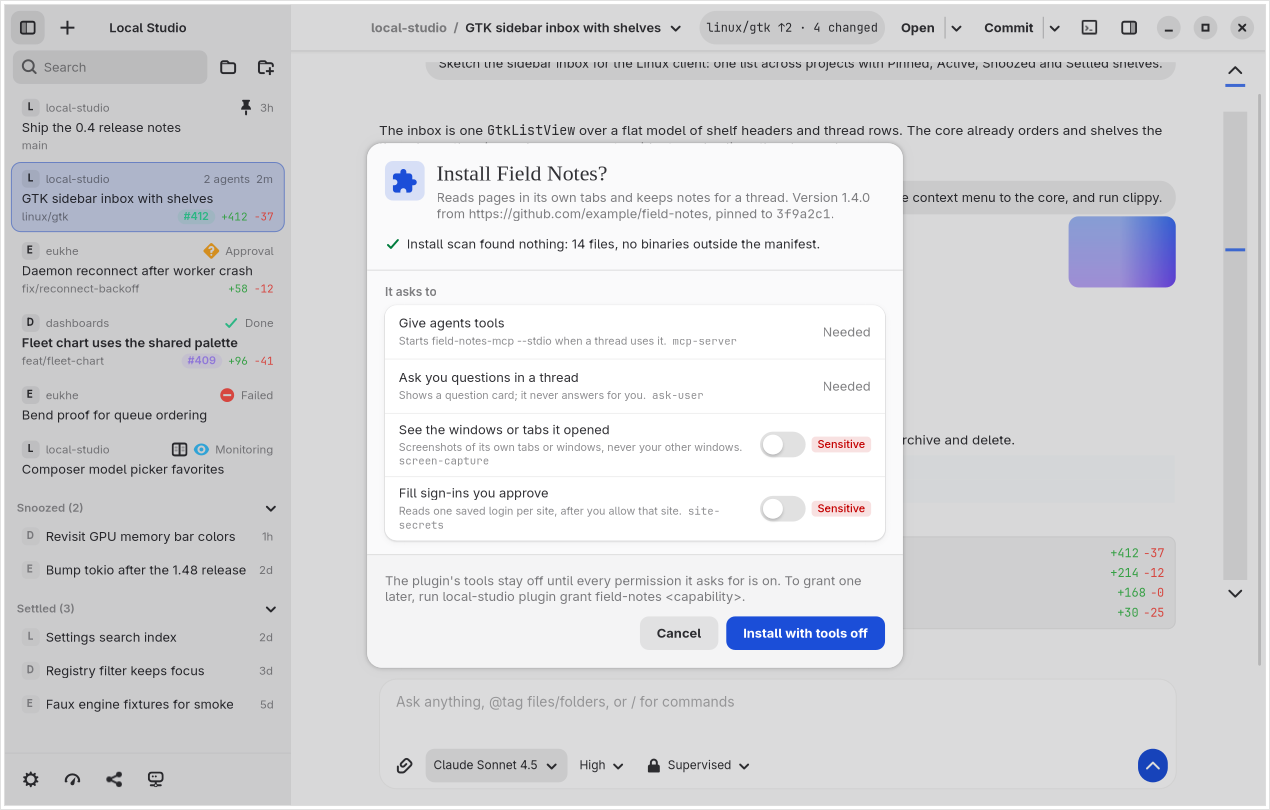 Local Studio
local-studio / GTK sidebar inbox with shelves
linux/gtk ↑2 · 4 changed
Open
Commit
Search
L local-studio 3h
Ship the 0.4 release notes
main
L local-studio 2 agents 2m
GTK sidebar inbox with shelves
linux/gtk #412 +412 -37
E eukhe Approval
Daemon reconnect after worker crash
fix/reconnect-backoff +58 -12
D dashboards Done
Fleet chart uses the shared palette
feat/fleet-chart #409 +96 -41
E eukhe Failed
Bend proof for queue ordering
L local-studio Monitoring
Composer model picker favorites
Snoozed (2)
D Revisit GPU memory bar colors 1h
E Bump tokio after the 1.48 release 2d
Settled (3)
L Settings search index 2d
D Registry filter keeps focus 3d
E Faux engine fixtures for smoke 5d
Sketch the sidebar inbox for the Linux client: one list across projects with Pinned, Active, Snoozed and Settled shelves.
The inbox is one GtkListView over a flat model of shelf headers and thread rows. The core already orders and shelves the
e context menu to the core, and run clippy.
rchive and delete.
+412 -37
+214 -12
+168 -0
+30 -25
Install Field Notes?
Reads pages in its own tabs and keeps notes for a thread. Version 1.4.0
from https://github.com/example/field-notes, pinned to 3f9a2c1.
Install scan found nothing: 14 files, no binaries outside the manifest.
It asks to
Give agents tools
Starts field-notes-mcp --stdio when a thread uses it. mcp-server
Needed
Ask you questions in a thread
Shows a question card; it never answers for you. ask-user
Needed
See the windows or tabs it opened
Screenshots of its own tabs or windows, never your other windows.
screen-capture
Sensitive
Fill sign-ins you approve
Reads one saved login per site, after you allow that site. site-
secrets
Sensitive
The plugin's tools stay off until every permission it asks for is on. To grant one
later, run local-studio plugin grant field-notes <capability>.
Cancel
Install with tools off
Ask anything, @tag files/folders, or / for commands
Claude Sonnet 4.5
High
Supervised